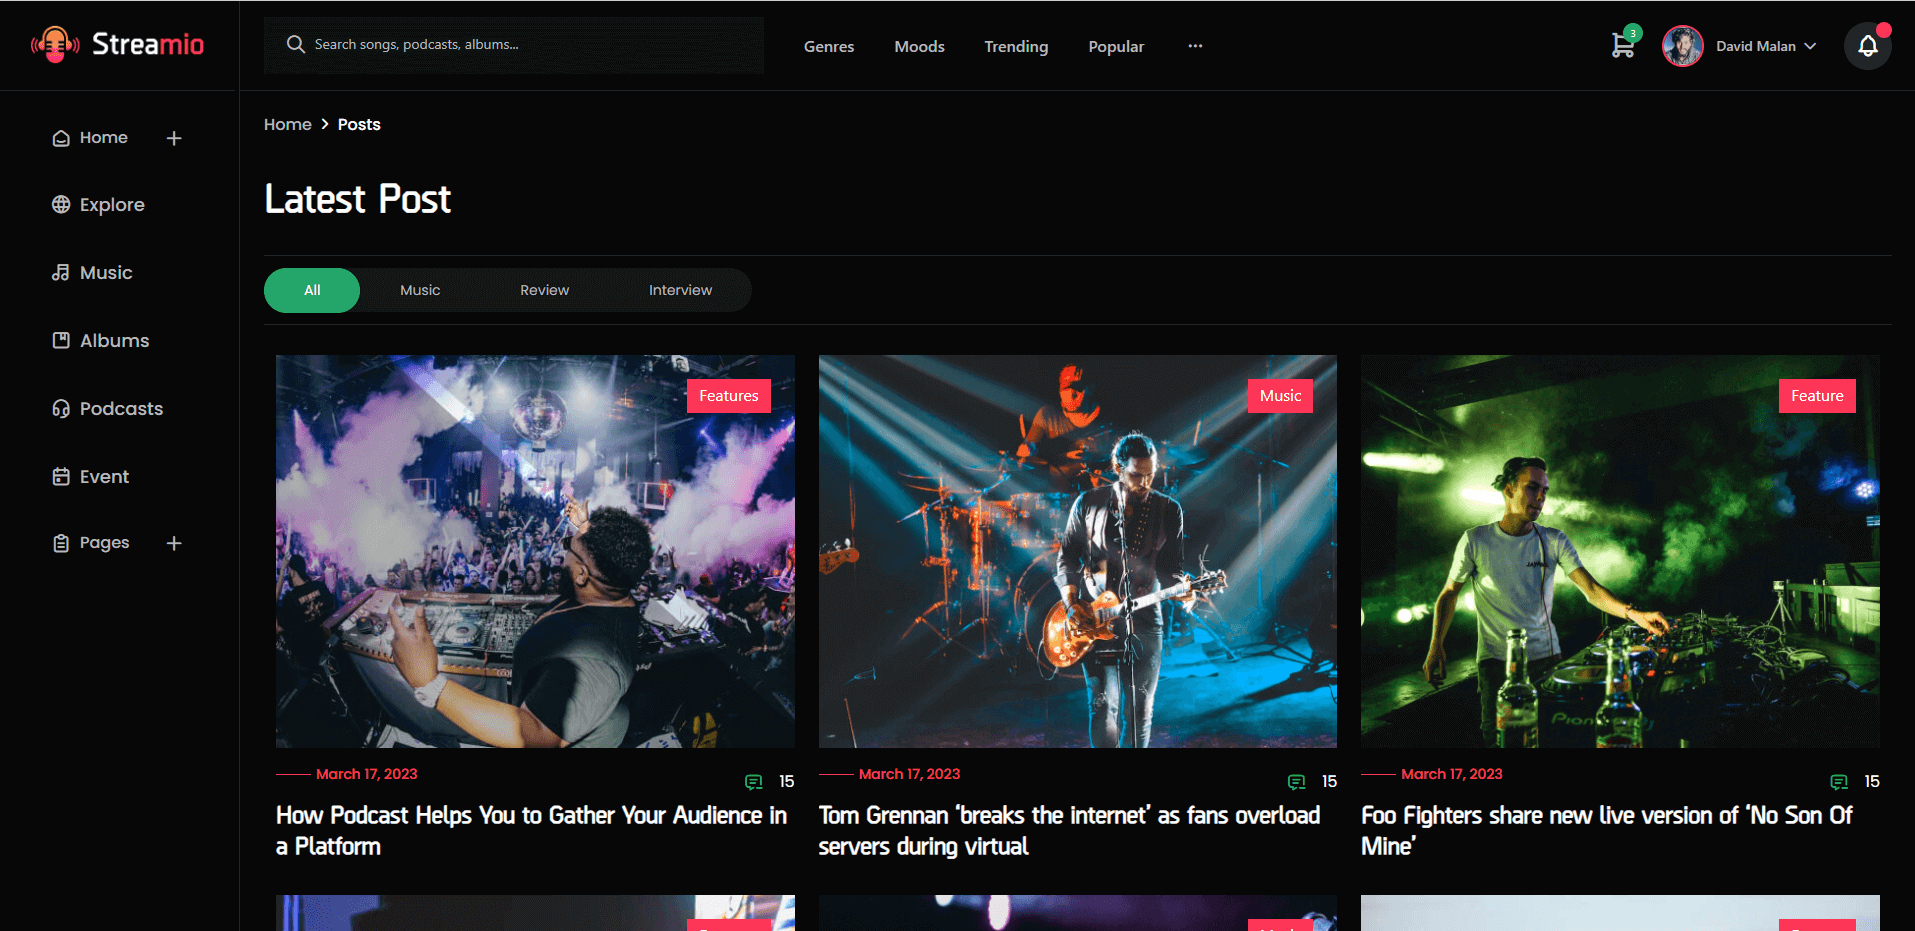 Streamio
Search songs, podcasts, albums...
Genres
Moods
Trending
Popular
3
David Malan
Home
Explore
Music
Albums
Podcasts
Event
Pages
Home > Posts
Latest Post
All
Music
Review
Interview
Features
Music
Feature
March 17, 2023
15
How Podcast Helps You to Gather Your Audience in
a Platform
March 17, 2023
15
Tom Grennan ‘breaks the internet’ as fans overload
servers during virtual
March 17, 2023
15
Foo Fighters share new live version of ‘No Son Of
Mine’